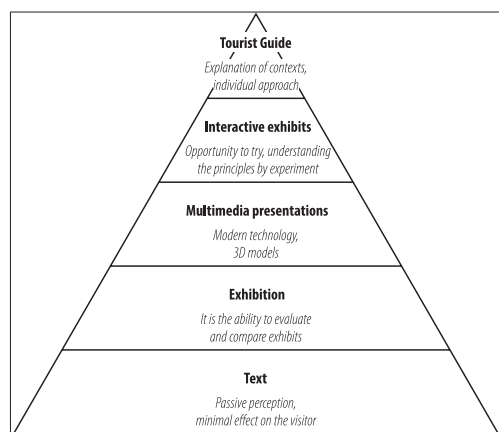 Tourist Guide
Explanation of contexts,
individual approach
Interactive exhibits
Opportunity to try, understanding
the principles by experiment
Multimedia presentations
Modern technology,
3D models
Exhibition
It is the ability to evaluate
and compare exhibits
Text
Passive perception,
minimal effect on the visitor